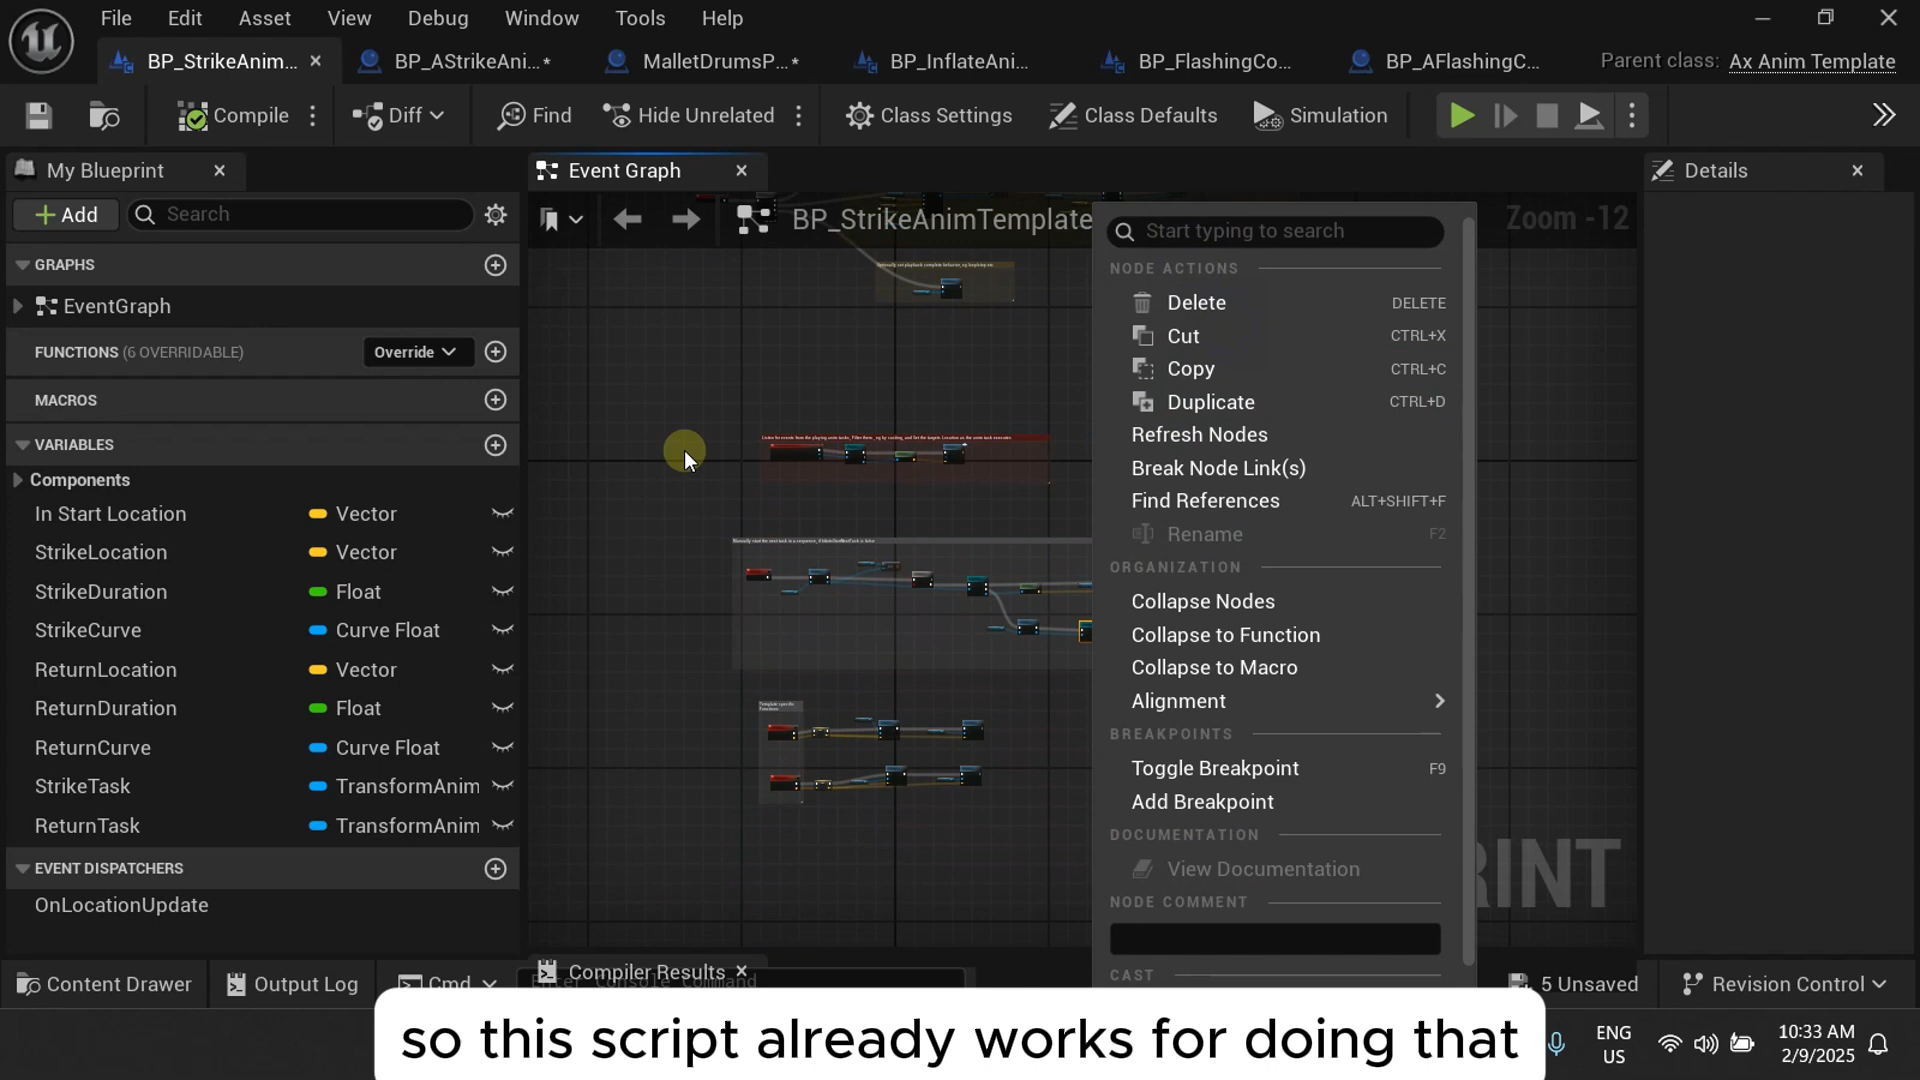 File Edit Asset View Debug Window Tools Help
BP_StrikeAnim... BP_AStrikeAni...* MalletDrumsP...* BP_InflateAni... BP_FlashingCo... BP_AFlashingC... Parent class: Ax Anim Template
Compile Diff Find Hide Unrelated Class Settings Class Defaults Simulation
My Blueprint Event Graph Details
Add Search BP_StrikeAnimTemplate Zoom -12
GRAPHS
EventGraph
FUNCTIONS (6 OVERRIDABLE) Override
MACROS
VARIABLES
Components
In Start Location Vector
StrikeLocation Vector
StrikeDuration Float
StrikeCurve Curve Float
ReturnLocation Vector
ReturnDuration Float
ReturnCurve Curve Float
StrikeTask TransformAnim
ReturnTask TransformAnim
EVENT DISPATCHERS
OnLocationUpdate
Start typing to search
NODE ACTIONS
Delete DELETE
Cut CTRL+X
Copy CTRL+C
Duplicate CTRL+D
Refresh Nodes
Break Node Link(s)
Find References ALT+SHIFT+F
Rename F2
ORGANIZATION
Collapse Nodes
Collapse to Function
Collapse to Macro
Alignment
BREAKPOINTS
Toggle Breakpoint F9
Add Breakpoint
DOCUMENTATION
View Documentation
NODE COMMENT
CAST
RINT
Compiler Results
Content Drawer Output Log Cmd Enter Console Command 5 Unsaved Revision Control
so this script already works for doing that
ENG
US
10:33 AM
2/9/2025